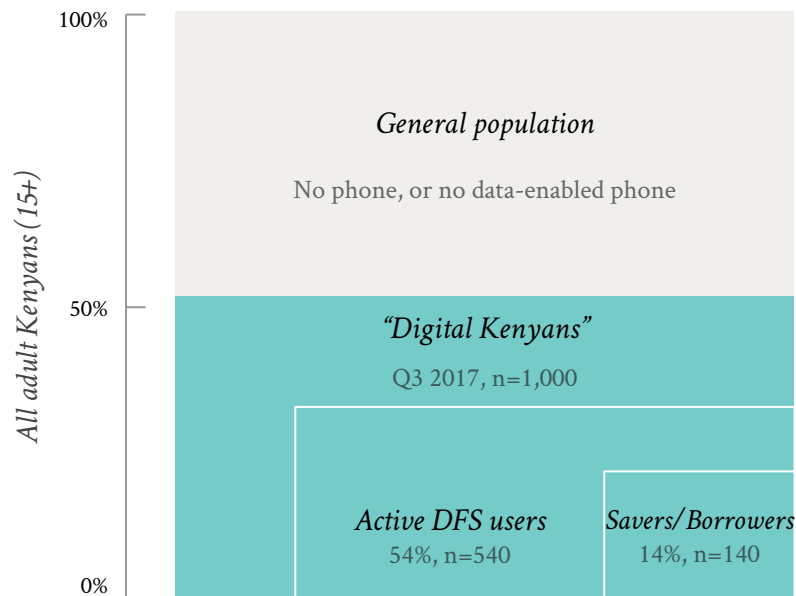 100%
General population
No phone, or no data-enabled phone
All adult Kenyans (15+)
50%
“Digital Kenyans”
Q3 2017, n=1,000
Active DFS users
54%, n=540
Savers/Borrowers
14%, n=140
0%